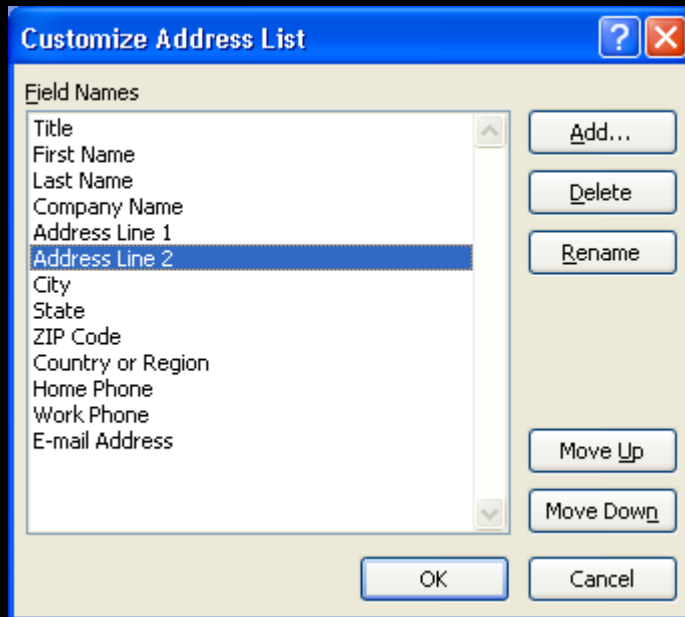 Customize Address List
?
Field Names
Title
First Name
Last Name
Company Name
Address Line 1
Address Line 2
City
State
ZIP Code
Country or Region
Home Phone
Work Phone
E-mail Address
Add...
Delete
Rename
Move Up
Move Down
OK
Cancel